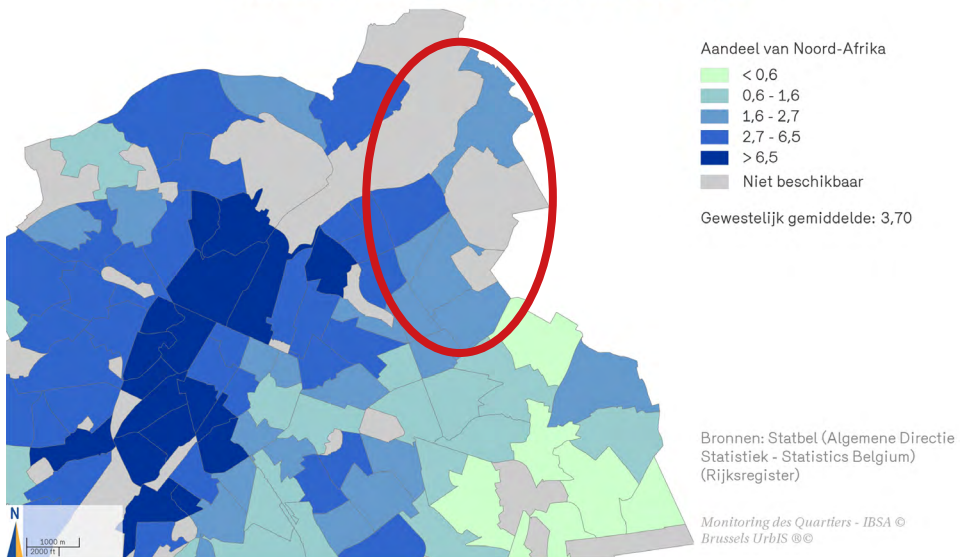 Aandeel van Noord-Afrika
< 0,6
0,6 - 1,6
1,6 - 2,7
2,7 - 6,5
> 6,5
Niet beschikbaar
Gewestelijk gemiddelde: 3,70
Bronnen: Statbel (Algemene Directie
Statistiek - Statistics Belgium)
(Rijksregister)
Monitoring des Quartiers - IBSA ©
Brussels UrbIS ®©
N
1000 m
2000 ft